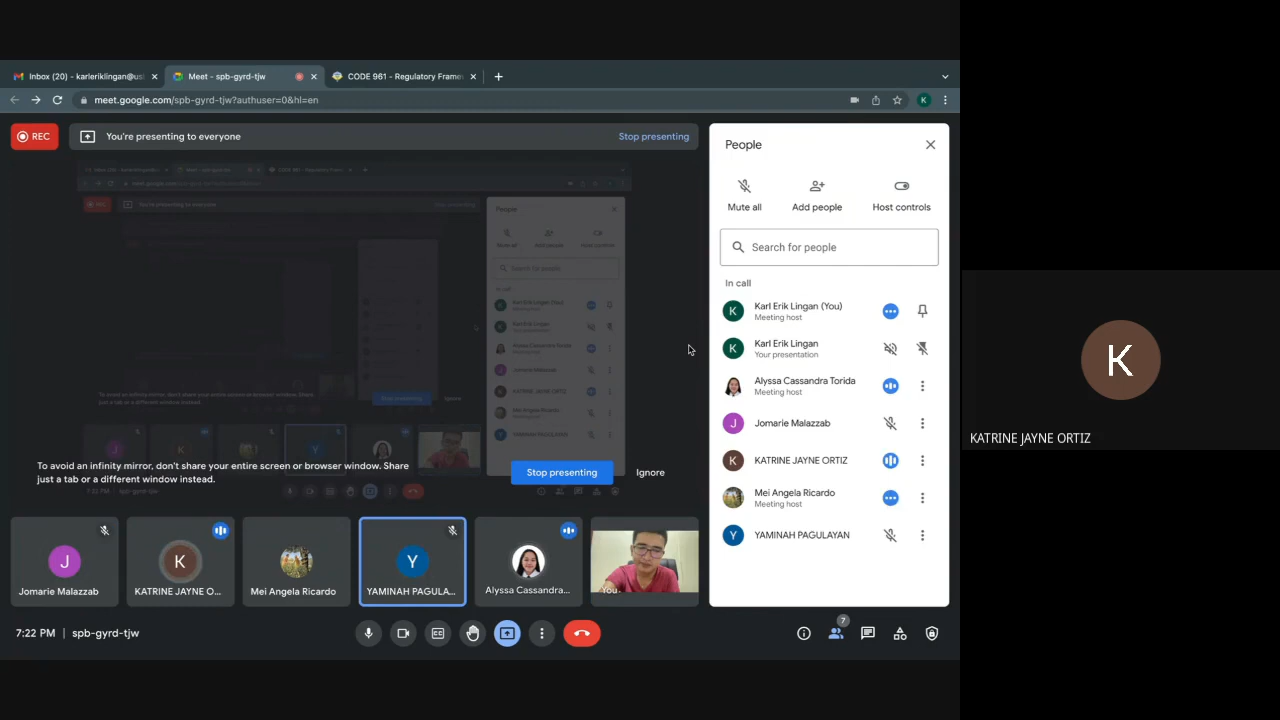 Inbox (20) - karleriklingan@us
Meet - spb-gyrd-tjw
CODE 961 - Regulatory Frame
meet.google.com/spb-gyrd-tjw?authuser=0&hl=en
K
REC
You're presenting to everyone
Stop presenting
People
Mute all
Add people
Host controls
Search for people
In call
K
Karl Erik Lingan (You)
Meeting host
K
Karl Erik Lingan
Your presentation
Alyssa Cassandra Torida
Meeting host
J
Jomarie Malazzab
K
KATRINE JAYNE ORTIZ
Mei Angela Ricardo
Meeting host
Y
YAMINAH PAGULAYAN
To avoid an infinity mirror, don't share your entire screen or browser window. Share
just a tab or a different window instead.
Stop presenting
Ignore
J
Jomarie Malazzab
K
KATRINE JAYNE O...
Mei Angela Ricardo
Y
YAMINAH PAGULA...
Alyssa Cassandra...
You
7:22 PM | spb-gyrd-tjw
7
K
KATRINE JAYNE ORTIZ